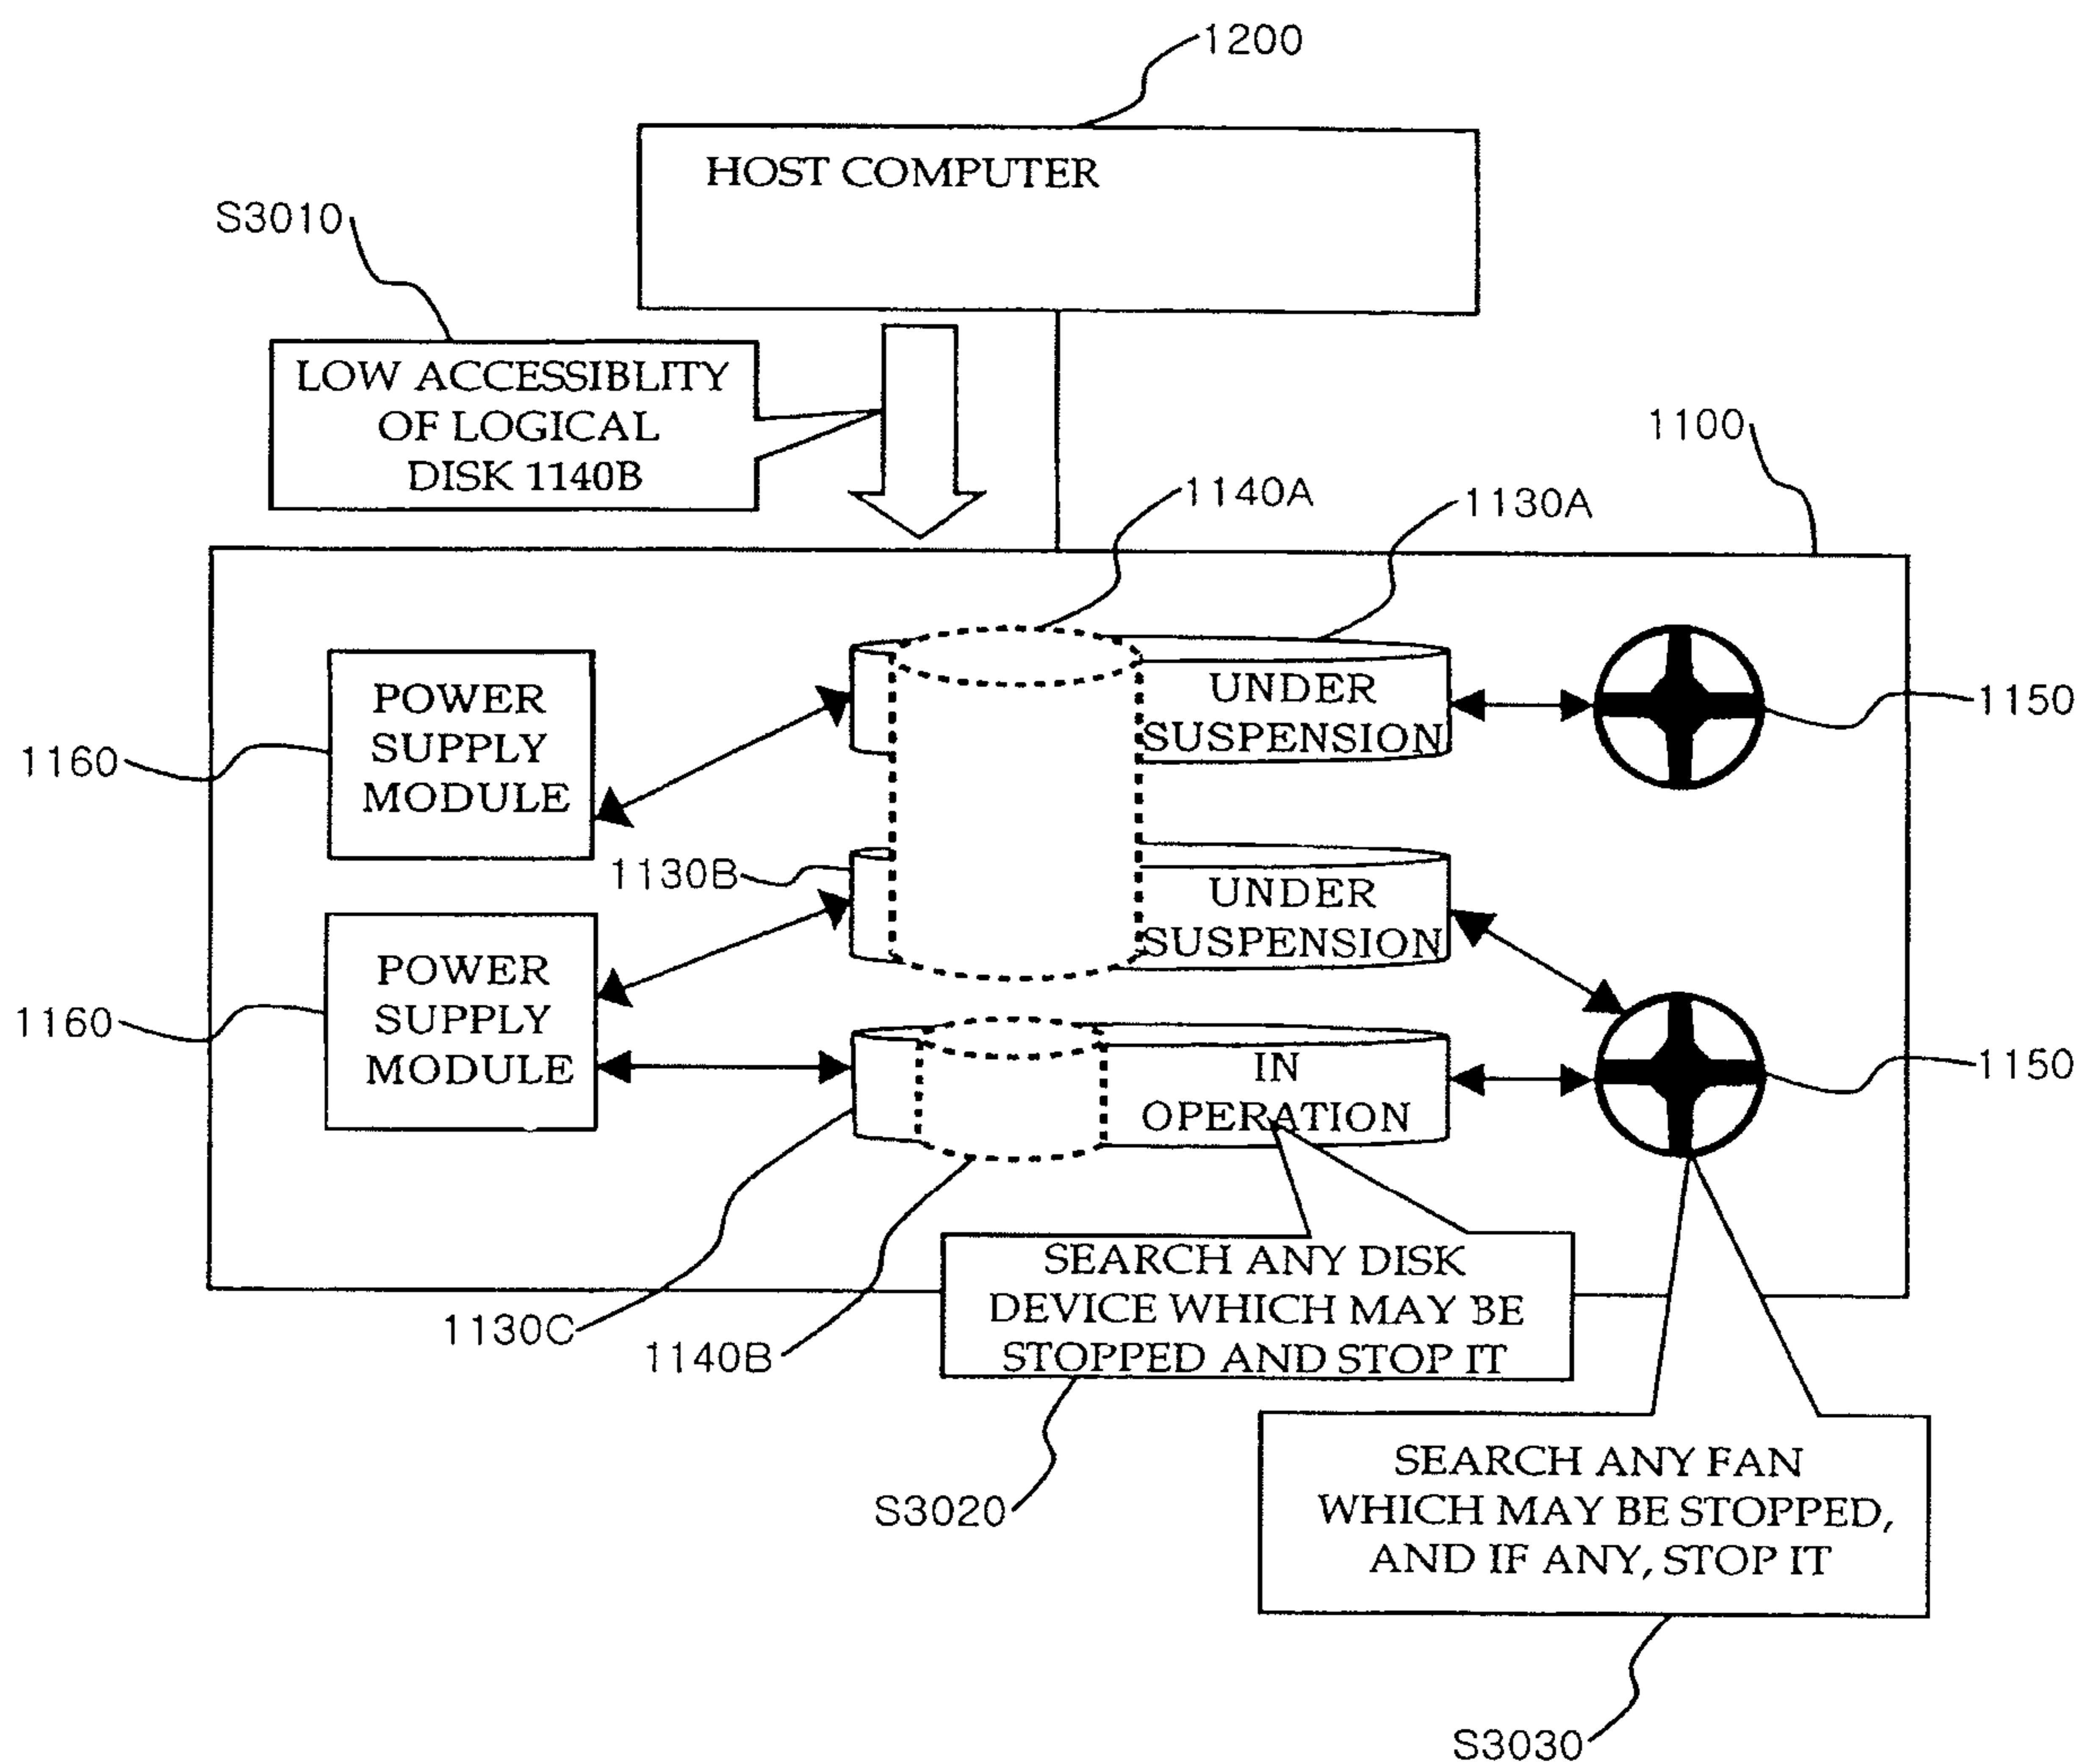 1200
HOST COMPUTER
S3010
LOW ACCESSIBLITY
OF LOGICAL
DISK 1140B
1100
1140A
1130A
POWER
SUPPLY
MODULE
UNDER
SUSPENSION
1150
1160
1130B
UNDER
SUSPENSION
POWER
SUPPLY
MODULE
1160
IN
OPERATION
1150
SEARCH ANY DISK
DEVICE WHICH MAY BE
STOPPED AND STOP IT
1130C
1140B
S3020
SEARCH ANY FAN
WHICH MAY BE STOPPED,
AND IF ANY, STOP IT
S3030